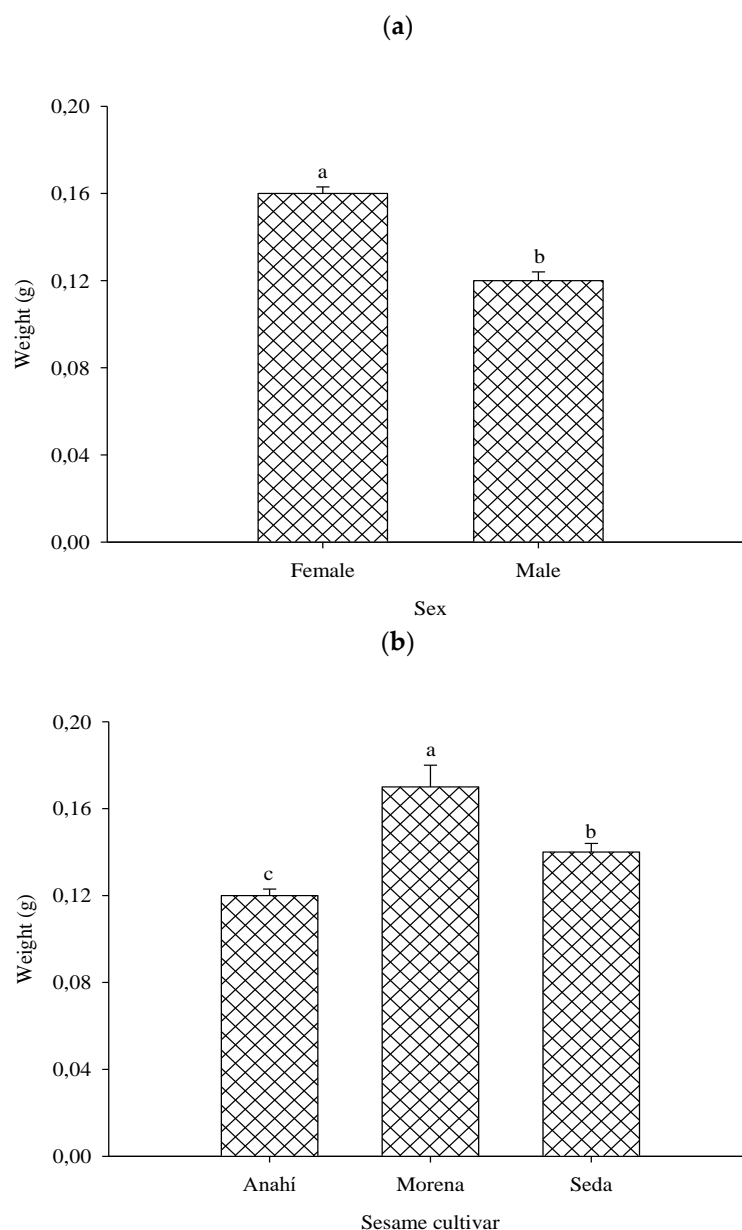 (a)
0,20
a
0,16
b
0,12
Weight (g)
0,08
0,04
0,00
Female Male
Sex
(b)
0,20
a
0,16
b
c
0,12
Weight (g)
0,08
0,04
0,00
Anahí Morena Seda
Sesame cultivar